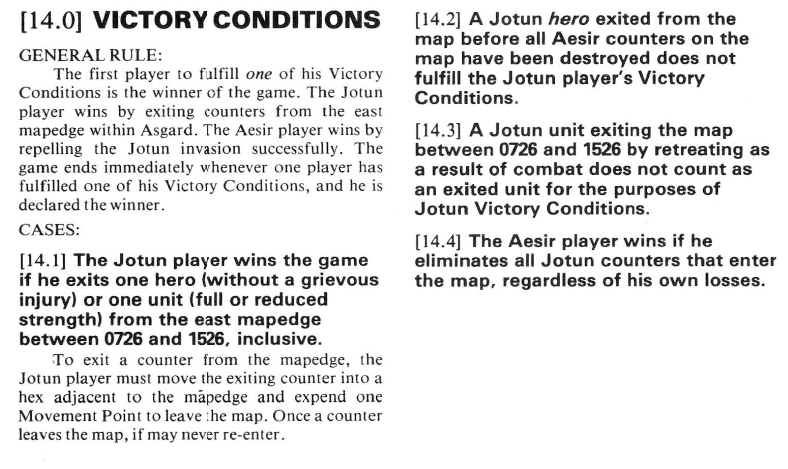 [14.0] VICTORY CONDITIONS
GENERAL RULE:
The first player to fulfill one of his Victory
Conditions is the winner of the game. The Jotun
player wins by exiting counters from the east
mapedge within Asgard. The Aesir player wins by
repelling the Jotun invasion successfully. The
game ends immediately whenever one player has
fulfilled one of his Victory Conditions, and he is
declared the winner.
CASES:
[14.1] The Jotun player wins the game
if he exits one hero (without a grievous
injury) or one unit (full or reduced
strength) from the east mapedge
between 0726 and 1526, inclusive.
To exit a counter from the mapedge, the
Jotun player must move the exiting counter into a
hex adjacent to the mapedge and expend one
Movement Point to leave the map. Once a counter
leaves the map, if may never re-enter.
[14.2] A Jotun hero exited from the
map before all Aesir counters on the
map have been destroyed does not
fulfill the Jotun player's Victory
Conditions.
[14.3] A Jotun unit exiting the map
between 0726 and 1526 by retreating as
a result of combat does not count as
an exited unit for the purposes of
Jotun Victory Conditions.
[14.4] The Aesir player wins if he
eliminates all Jotun counters that enter
the map, regardless of his own losses.